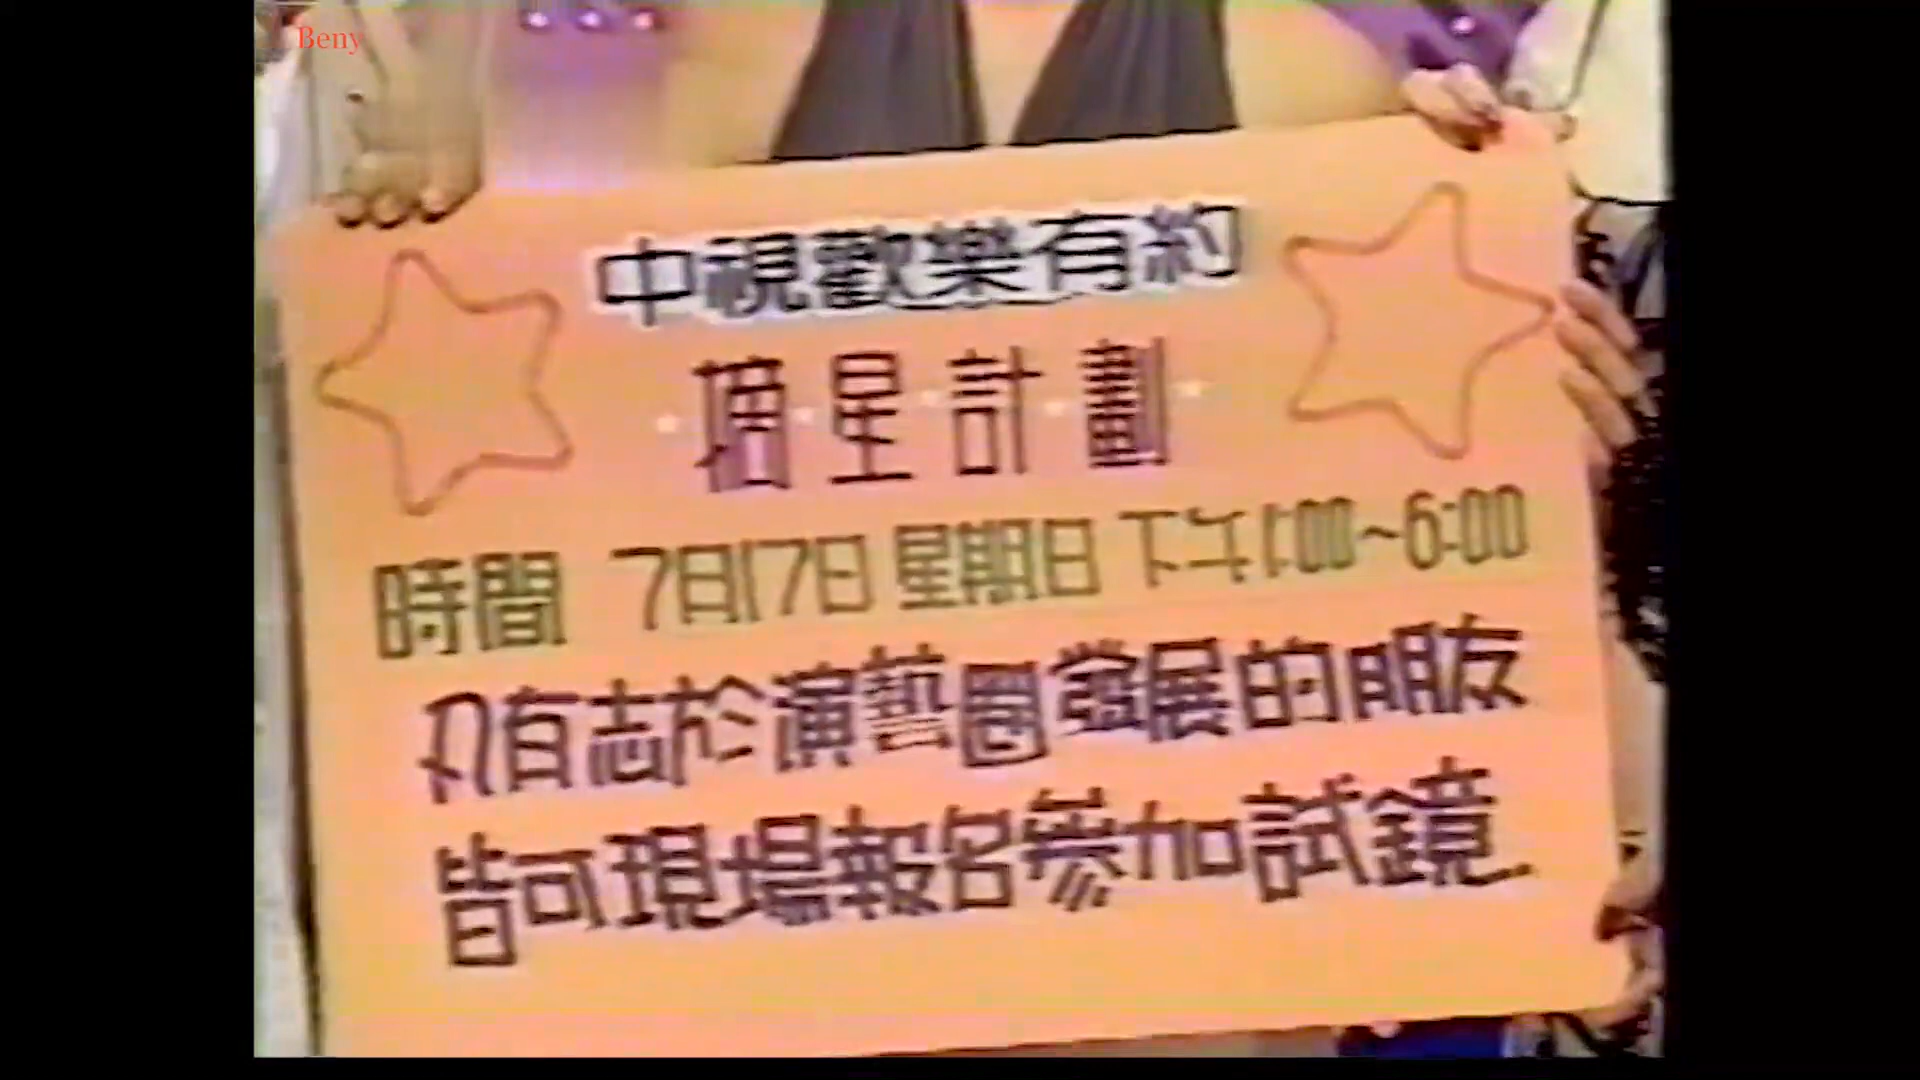 Beny
中視歡樂有約
摘星計劃
時間 7月17日 星期日 下午1:00~6:00
凡有志於演藝圈發展的朋友
皆可現場報名參加試鏡